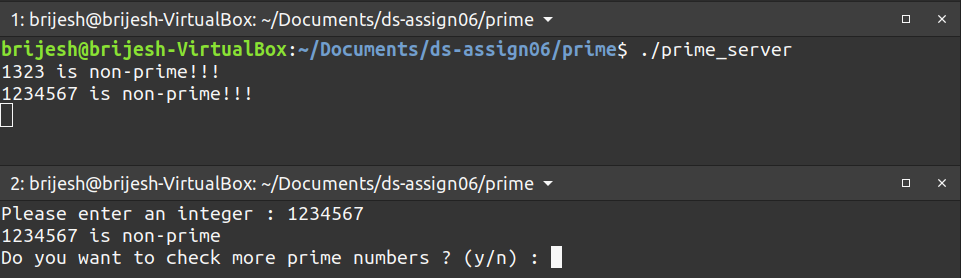 1: brijesh@brijesh-VirtualBox: ~/Documents/ds-assign06/prime
brijesh@brijesh-VirtualBox:~/Documents/ds-assign06/prime$ ./prime_server
1323 is non-prime!!!
1234567 is non-prime!!!
2: brijesh@brijesh-VirtualBox: ~/Documents/ds-assign06/prime
Please enter an integer : 1234567
1234567 is non-prime
Do you want to check more prime numbers ? (y/n) :